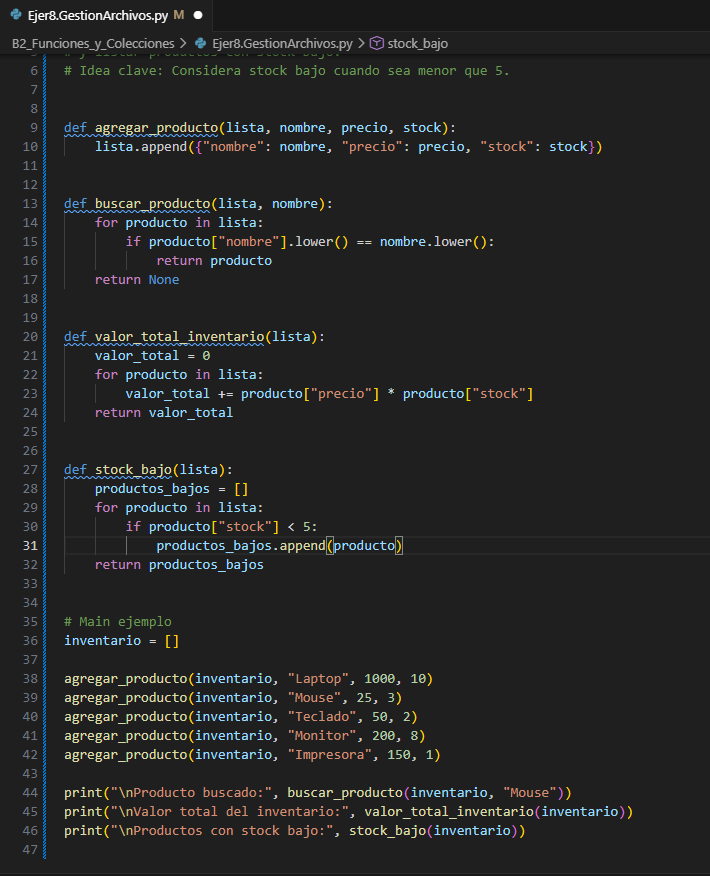 Ejer8.GestionArchivos.py M
B2_Funciones_y_Colecciones > Ejer8.GestionArchivos.py > stock_bajo
6 # Idea clave: Considera stock bajo cuando sea menor que 5.
7
8
9 def agregar_producto(lista, nombre, precio, stock):
10     lista.append({"nombre": nombre, "precio": precio, "stock": stock})
11
12
13 def buscar_producto(lista, nombre):
14     for producto in lista:
15         if producto["nombre"].lower() == nombre.lower():
16             return producto
17     return None
18
19
20 def valor_total_inventario(lista):
21     valor_total = 0
22     for producto in lista:
23         valor_total += producto["precio"] * producto["stock"]
24     return valor_total
25
26
27 def stock_bajo(lista):
28     productos_bajos = []
29     for producto in lista:
30         if producto["stock"] < 5:
31             productos_bajos.append(producto)
32     return productos_bajos
33
34
35 # Main ejemplo
36 inventario = []
37
38 agregar_producto(inventario, "Laptop", 1000, 10)
39 agregar_producto(inventario, "Mouse", 25, 3)
40 agregar_producto(inventario, "Teclado", 50, 2)
41 agregar_producto(inventario, "Monitor", 200, 8)
42 agregar_producto(inventario, "Impresora", 150, 1)
43
44 print("\nProducto buscado:", buscar_producto(inventario, "Mouse"))
45 print("\nValor total del inventario:", valor_total_inventario(inventario))
46 print("\nProductos con stock bajo:", stock_bajo(inventario))
47